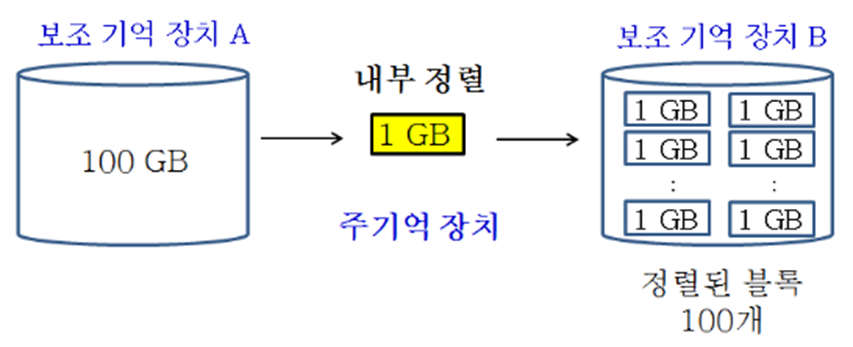 보조 기억 장치 A
보조 기억 장치 B
내부 정렬
100 GB
1 GB
1 GB 1 GB
1 GB 1 GB
: :
1 GB 1 GB
주기억 장치
정렬된 블록
100개